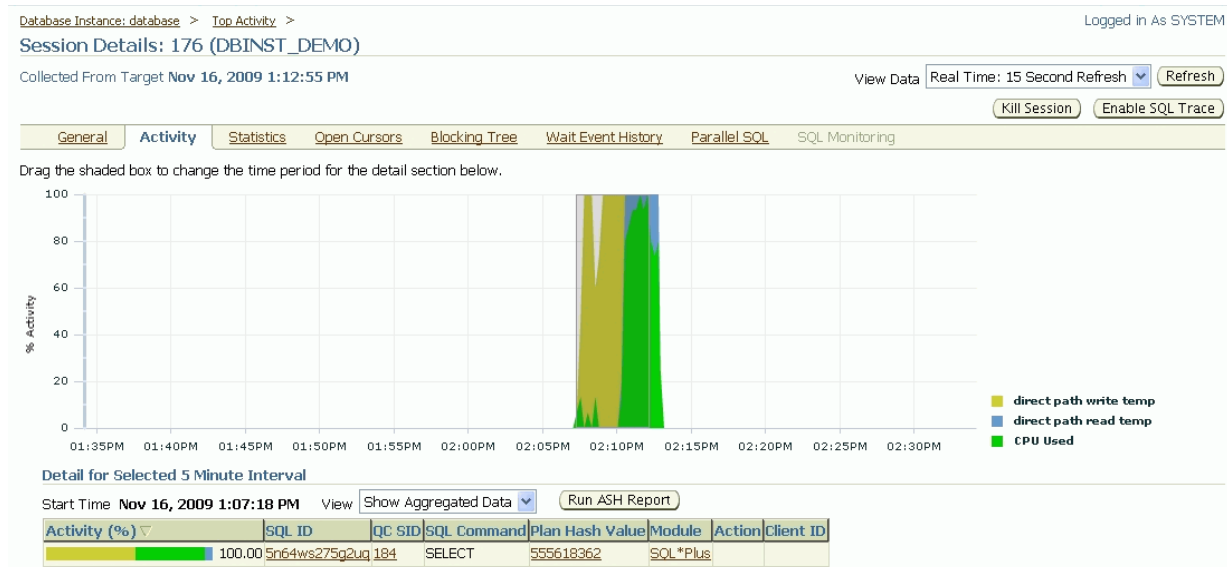 Database Instance: database > Top Activity >
Logged in As SYSTEM
Session Details: 176 (DBINST_DEMO)
Collected From Target Nov 16, 2009 1:12:55 PM
View Data Real Time: 15 Second Refresh Refresh
Kill Session Enable SQL Trace
General Activity Statistics Open Cursors Blocking Tree Wait Event History Parallel SQL SQL Monitoring
Drag the shaded box to change the time period for the detail section below.
100
80
60
40
20
0
% Activity
01:35PM 01:40PM 01:45PM 01:50PM 01:55PM 02:00PM 02:05PM 02:10PM 02:15PM 02:20PM 02:25PM 02:30PM
direct path write temp
direct path read temp
CPU Used
Detail for Selected 5 Minute Interval
Start Time Nov 16, 2009 1:07:18 PM View Show Aggregated Data Run ASH Report
Activity (%) SQL ID QC SID SQL Command Plan Hash Value Module Action Client ID
100.00 5n64ws275g2uq 184 SELECT 555618362 SQL*Plus